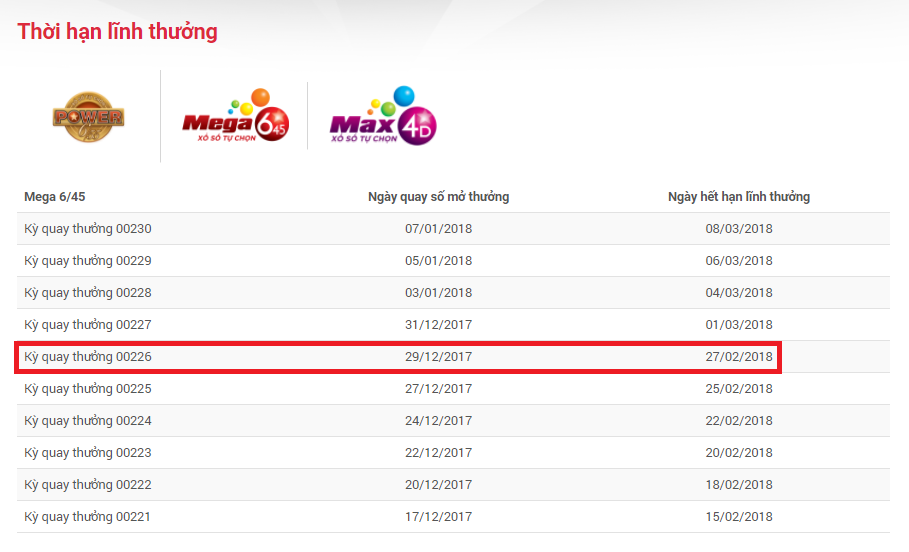 Thời hạn lĩnh thưởng
POWER
Mega 6/45
XỔ SỐ TỰ CHỌN
Max 4D
XỔ SỐ TỰ CHỌN
Mega 6/45 Ngày quay số mở thưởng Ngày hết hạn lĩnh thưởng
Kỳ quay thưởng 00230 07/01/2018 08/03/2018
Kỳ quay thưởng 00229 05/01/2018 06/03/2018
Kỳ quay thưởng 00228 03/01/2018 04/03/2018
Kỳ quay thưởng 00227 31/12/2017 01/03/2018
Kỳ quay thưởng 00226 29/12/2017 27/02/2018
Kỳ quay thưởng 00225 27/12/2017 25/02/2018
Kỳ quay thưởng 00224 24/12/2017 22/02/2018
Kỳ quay thưởng 00223 22/12/2017 20/02/2018
Kỳ quay thưởng 00222 20/12/2017 18/02/2018
Kỳ quay thưởng 00221 17/12/2017 15/02/2018